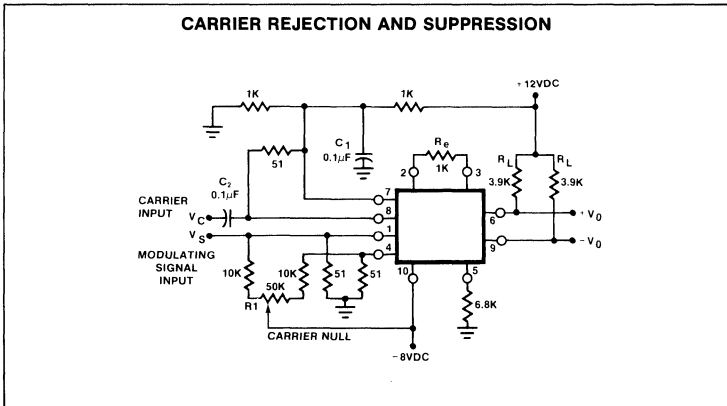 CARRIER REJECTION AND SUPPRESSION
+12VDC
1K
1K
C1
0.1µF
Re
1K
RL
3.9K
RL
3.9K
51
2
3
C2
0.1µF
7
CARRIER INPUT
VC
8
6
+V0
VS
1
9
-V0
MODULATING
SIGNAL
INPUT
4
10
5
10K
10K
51
51
50K
R1
6.8K
CARRIER NULL
-8VDC